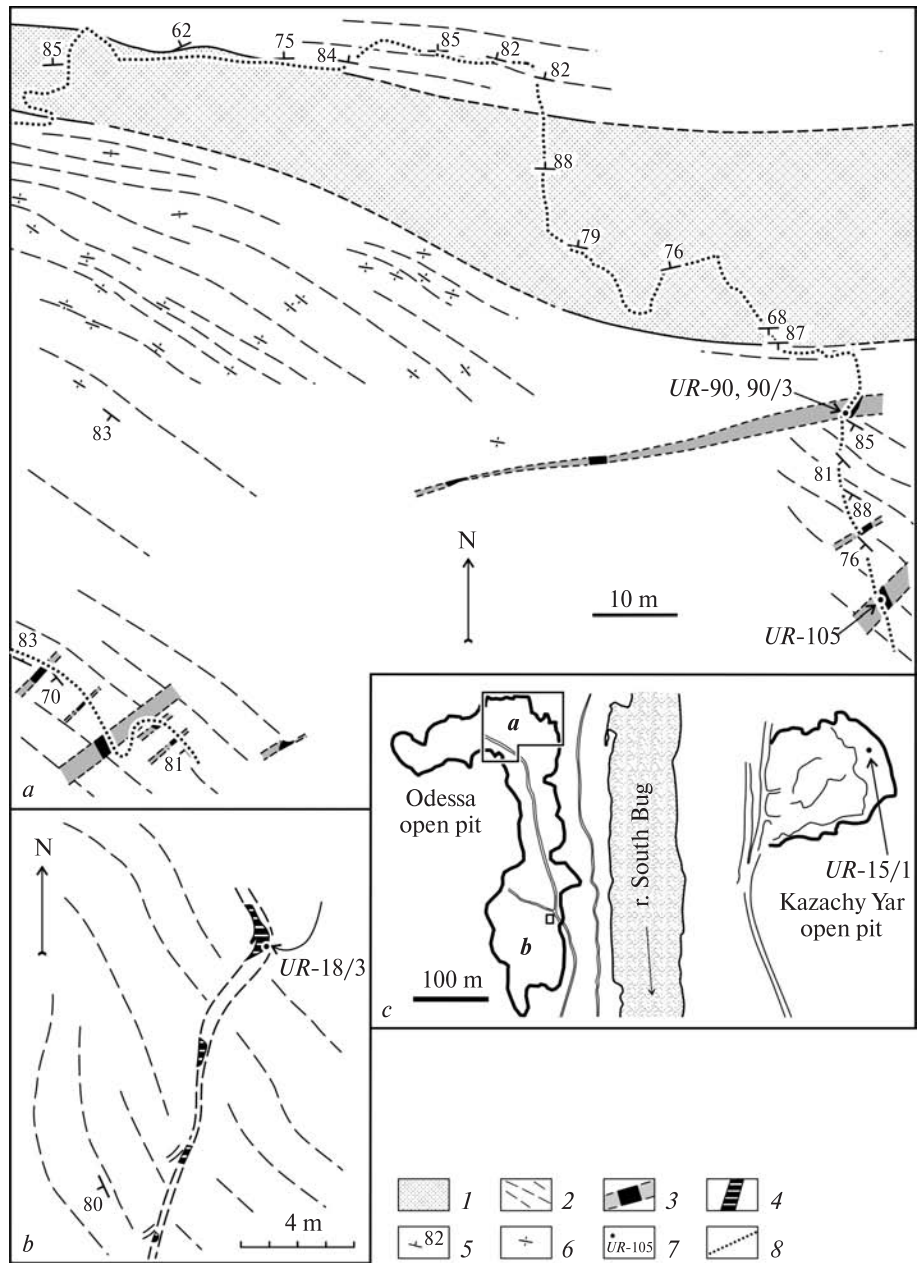 62
85
75
84
85
82
82
88
79
76
68
87
UR-90, 90/3
83
85
81
88
N
76
10 m
UR-105
83
70
81
a
a
Odessa
open pit
r. South Bug
UR-15/1
Kazachy Yar
open pit
b
100 m
c
N
UR-18/3
80
4 m
b
1
2
3
4
82
5
6
UR-105
7
8